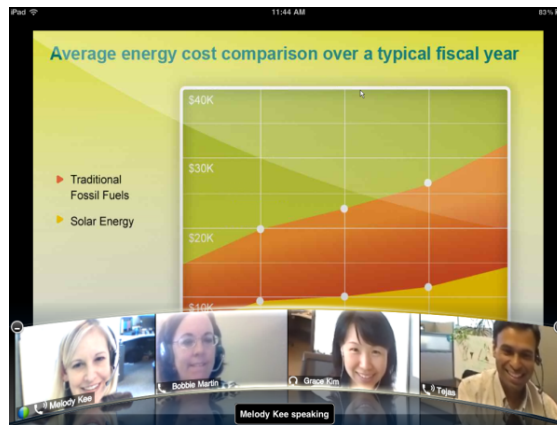 iPad
11:44 AM
83%
Average energy cost comparison over a typical fiscal year
$40K
$30K
Traditional
Fossil Fuels
Solar Energy
$20K
$10K
Melody Kee
Bobbie Martin
Grace Kim
Tejas
Melody Kee speaking